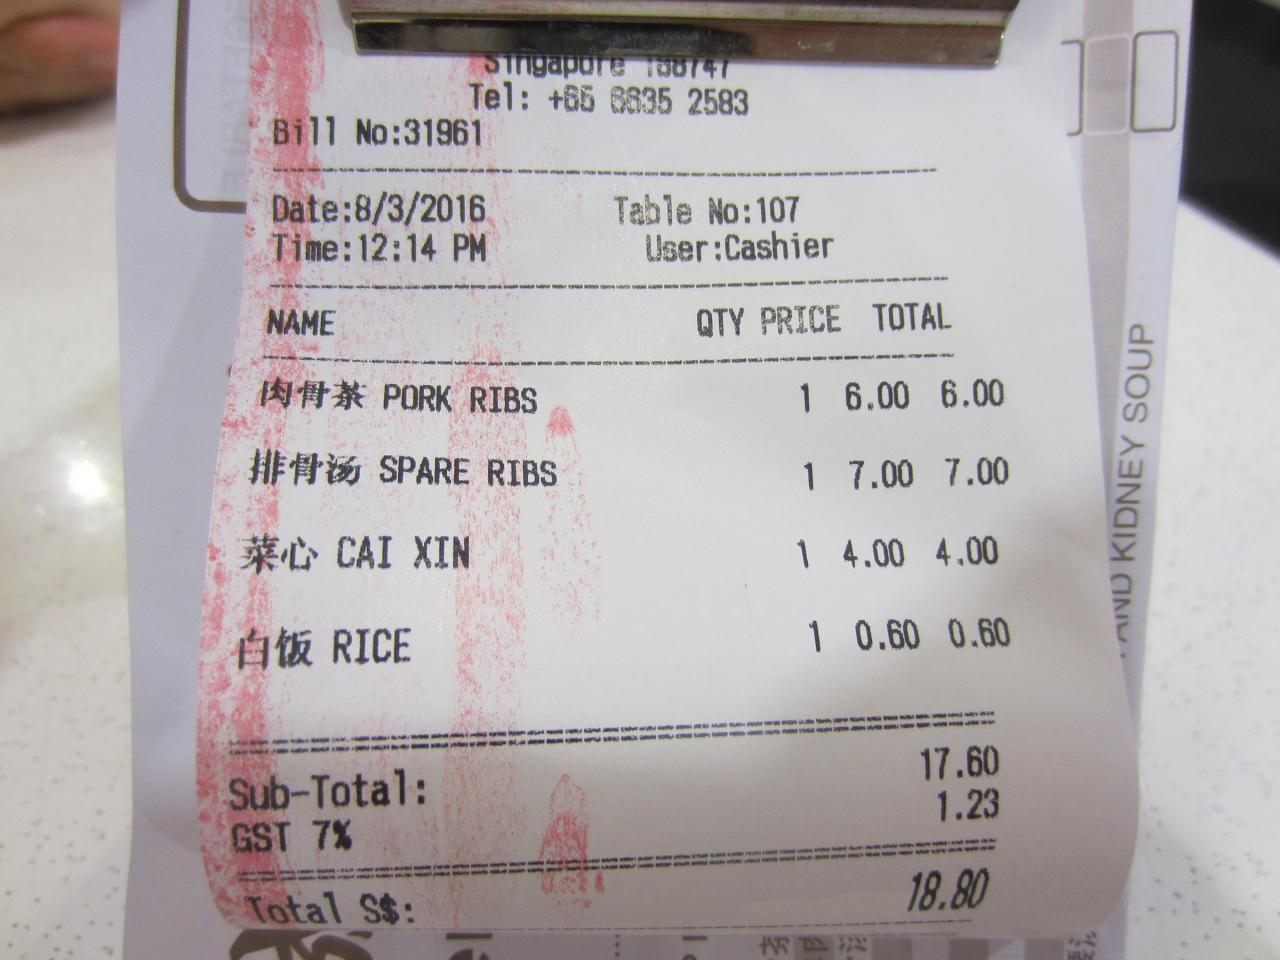 Singapore 188747
Tel: +65 6635 2583
Bill No:31961
Date:8/3/2016 Table No:107
Time:12:14 PM User:Cashier
NAME QTY PRICE TOTAL
肉骨茶 PORK RIBS 1 6.00 6.00
排骨汤 SPARE RIBS 1 7.00 7.00
菜心 CAI XIN 1 4.00 4.00
白饭 RICE 1 0.60 0.60
Sub-Total: 17.60
GST 7% 1.23
Total S$: 18.80
AND KIDNEY SOUP